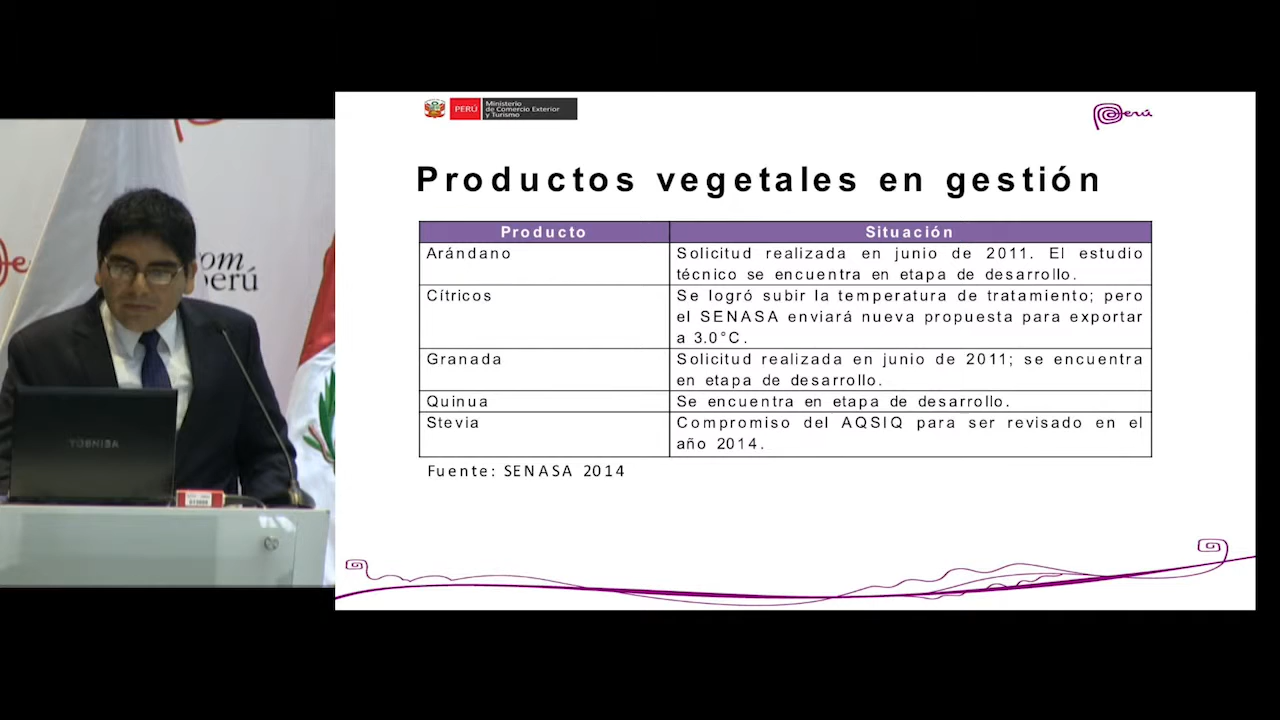 PERÚ
Ministerio
de Comercio Exterior
y Turismo
Perú
Productos vegetales en gestión
Producto
Situación
Arándano
Solicitud realizada en junio de 2011. El estudio
técnico se encuentra en etapa de desarrollo.
Cítricos
Se logró subir la temperatura de tratamiento; pero
el SENASA enviará nueva propuesta para exportar
a 3.0°C.
Granada
Solicitud realizada en junio de 2011; se encuentra
en etapa de desarrollo.
Quinua
Se encuentra en etapa de desarrollo.
Stevia
Compromiso del AQSIQ para ser revisado en el
año 2014.
Fuente: SENASA 2014
om
perú
TOSHIBA